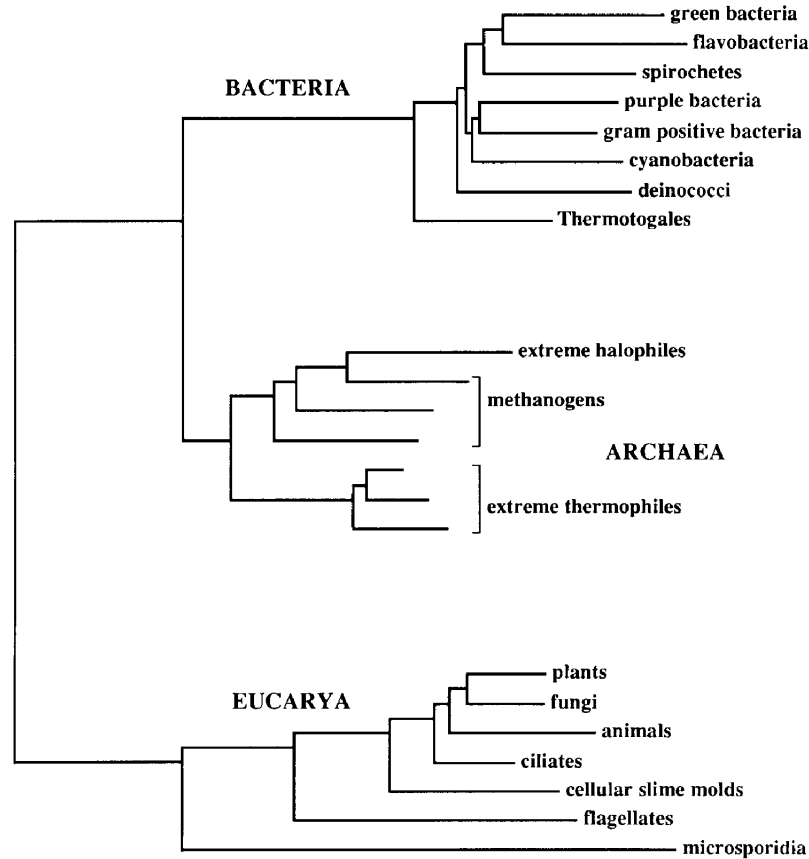 green bacteria
flavobacteria
spirochetes
BACTERIA
purple bacteria
gram positive bacteria
cyanobacteria
deinococci
Thermotogales
extreme halophiles
methanogens
ARCHAEA
extreme thermophiles
plants
EUCARYA
fungi
animals
ciliates
cellular slime molds
flagellates
microsporidia